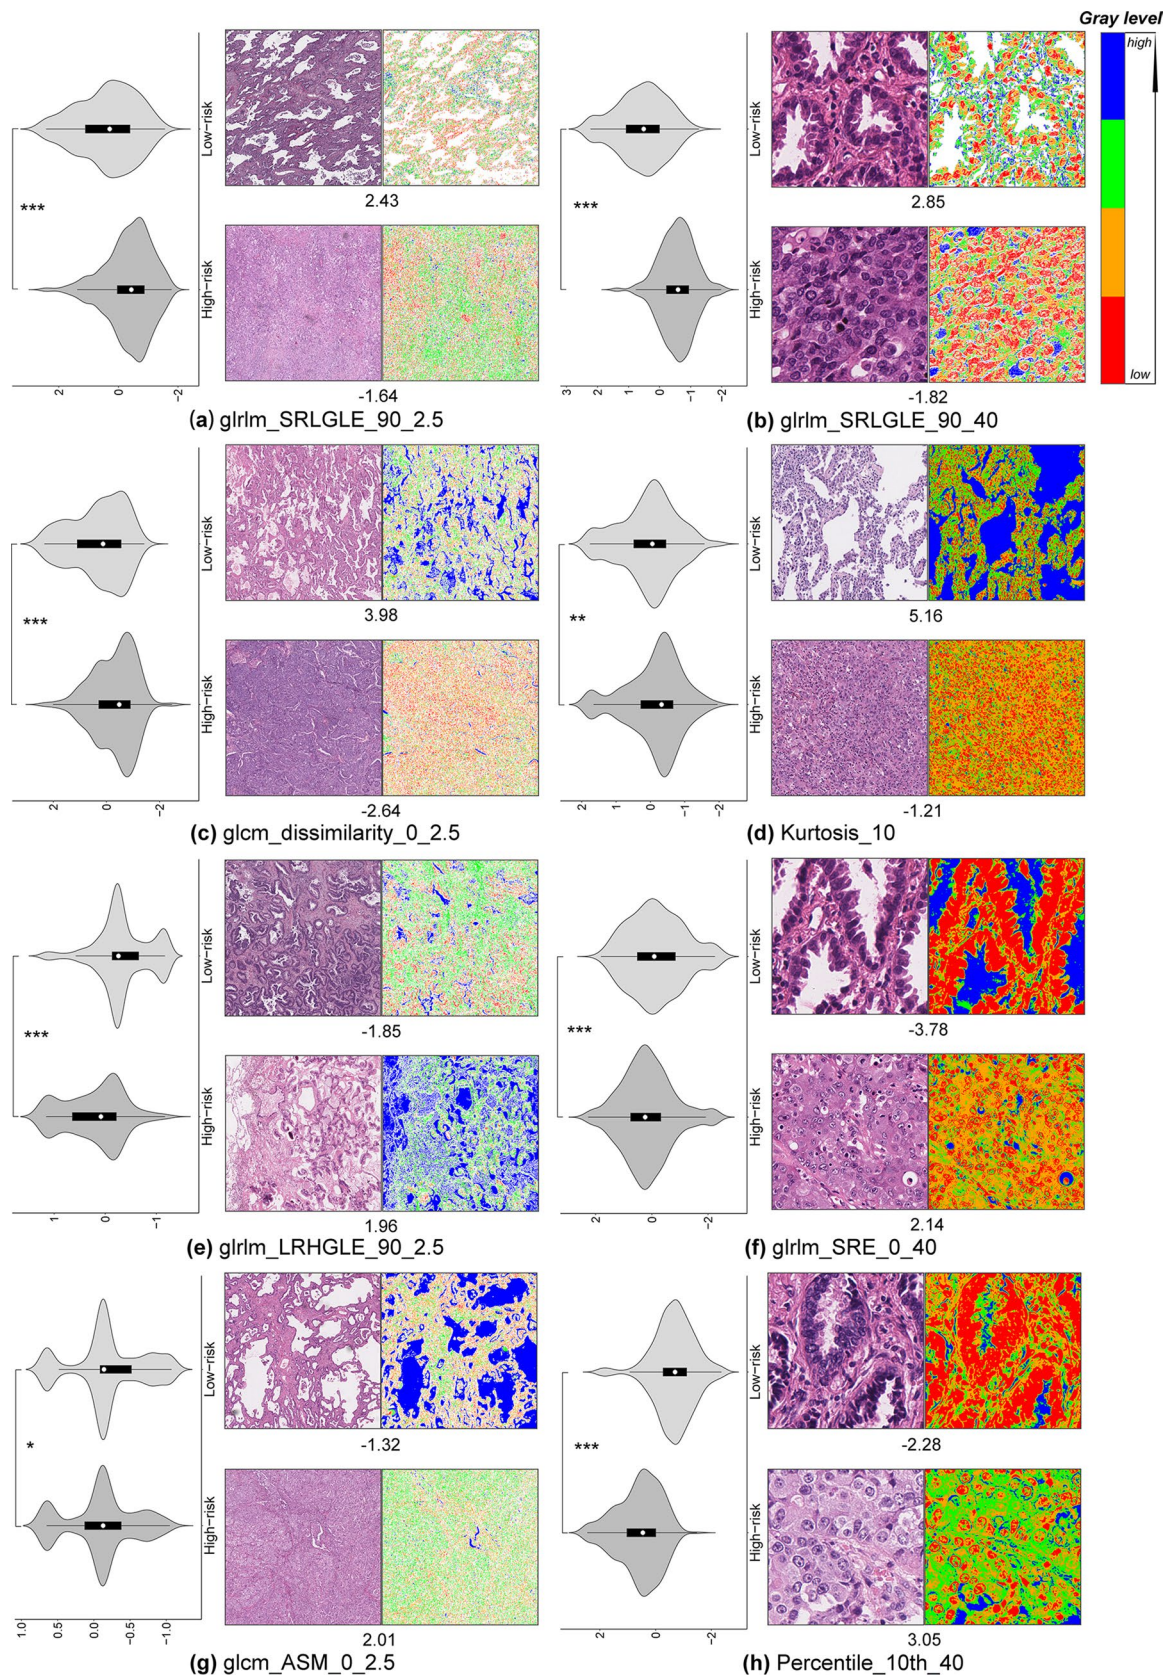 Gray level
high
low
Low-risk
2.43
***
High-risk
-1.64
2
0
-2
(a) glrlm_SRLGLE_90_2.5
Low-risk
2.85
***
High-risk
-1.82
3
2
1
0
-1
-2
(b) glrlm_SRLGLE_90_40
Low-risk
3.98
***
High-risk
-2.64
2
0
-2
(c) glcm_dissimilarity_0_2.5
Low-risk
5.16
**
High-risk
-1.21
2
1
0
-1
-2
(d) Kurtosis_10
Low-risk
-1.85
***
High-risk
1.96
1
0
-1
(e) glrlm_LRHGLE_90_2.5
Low-risk
-3.78
***
High-risk
2.14
2
0
-2
(f) glrlm_SRE_0_40
Low-risk
-1.32
*
High-risk
2.01
1.0
0.5
0.0
-0.5
-1.0
(g) glcm_ASM_0_2.5
Low-risk
-2.28
***
High-risk
3.05
2
0
-2
(h) Percentile_10th_40